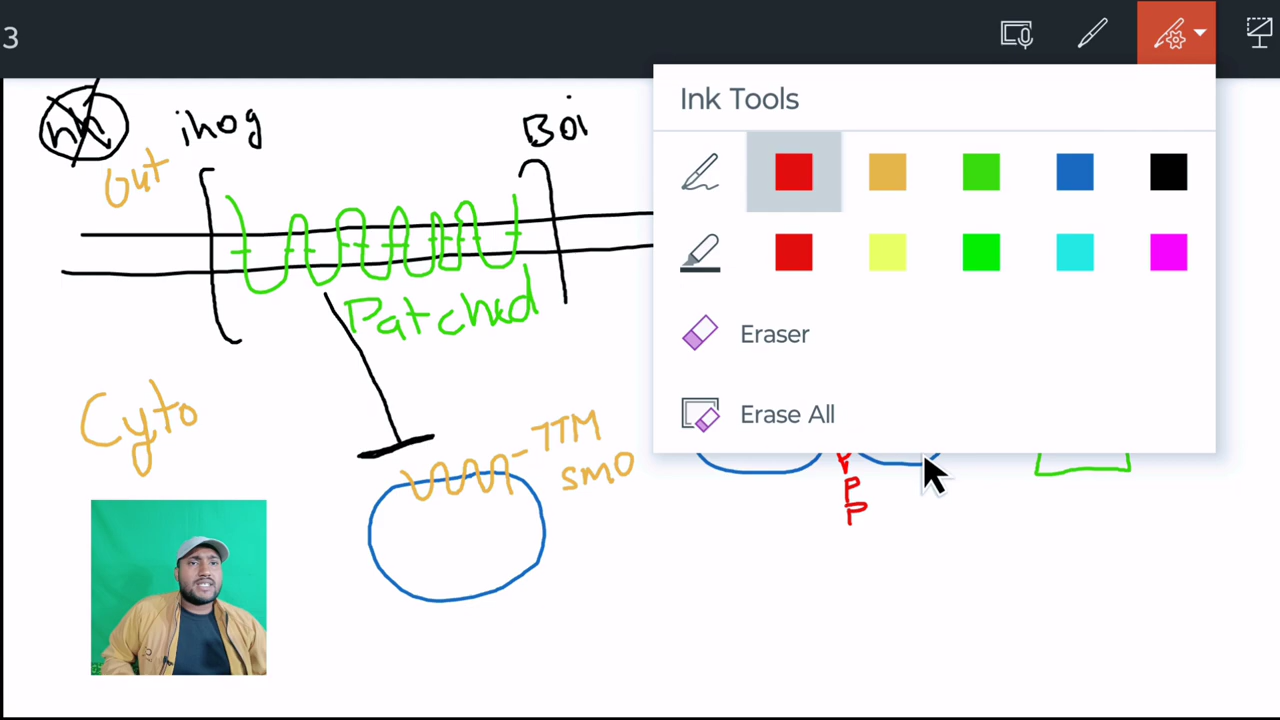 3
Ink Tools
Hh
ihog
Boi
Out
Patched
Eraser
Erase All
Cyto
7TM
SMO
P
P
P